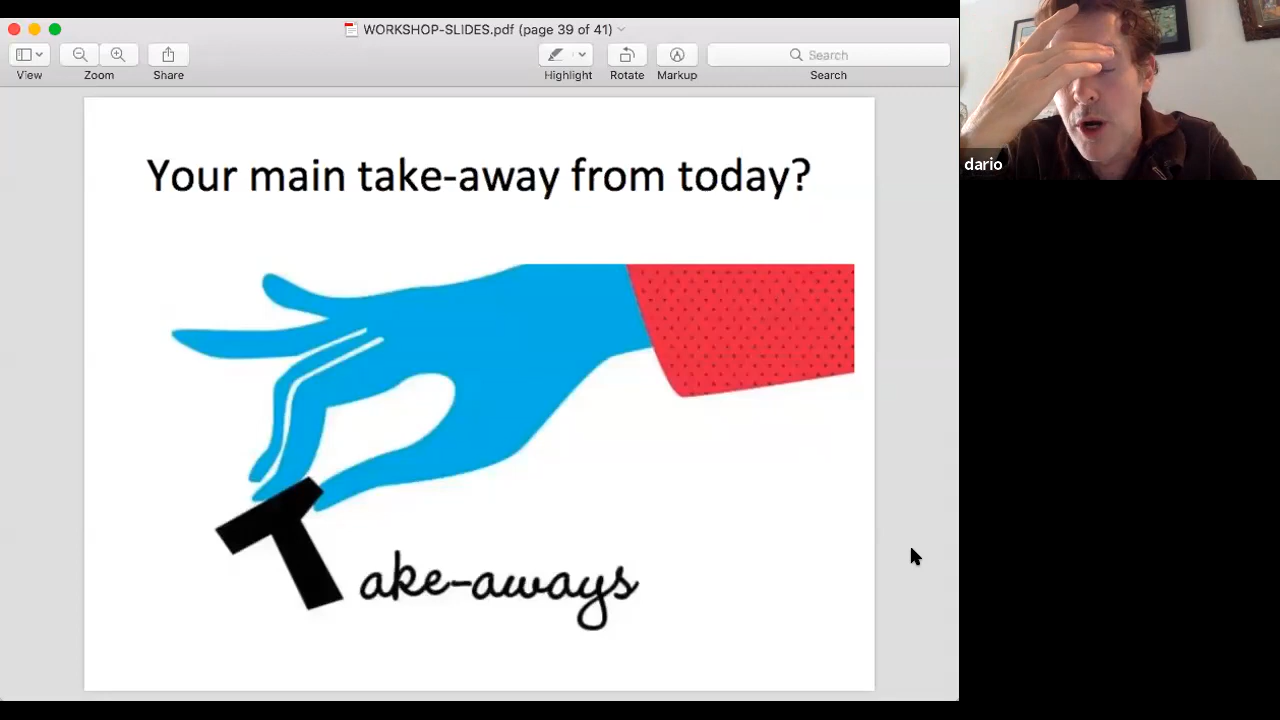 WORKSHOP-SLIDES.pdf (page 39 of 41)
View
Zoom
Share
Highlight
Rotate
Markup
Search
Search
dario
Your main take-away from today?
Take-aways